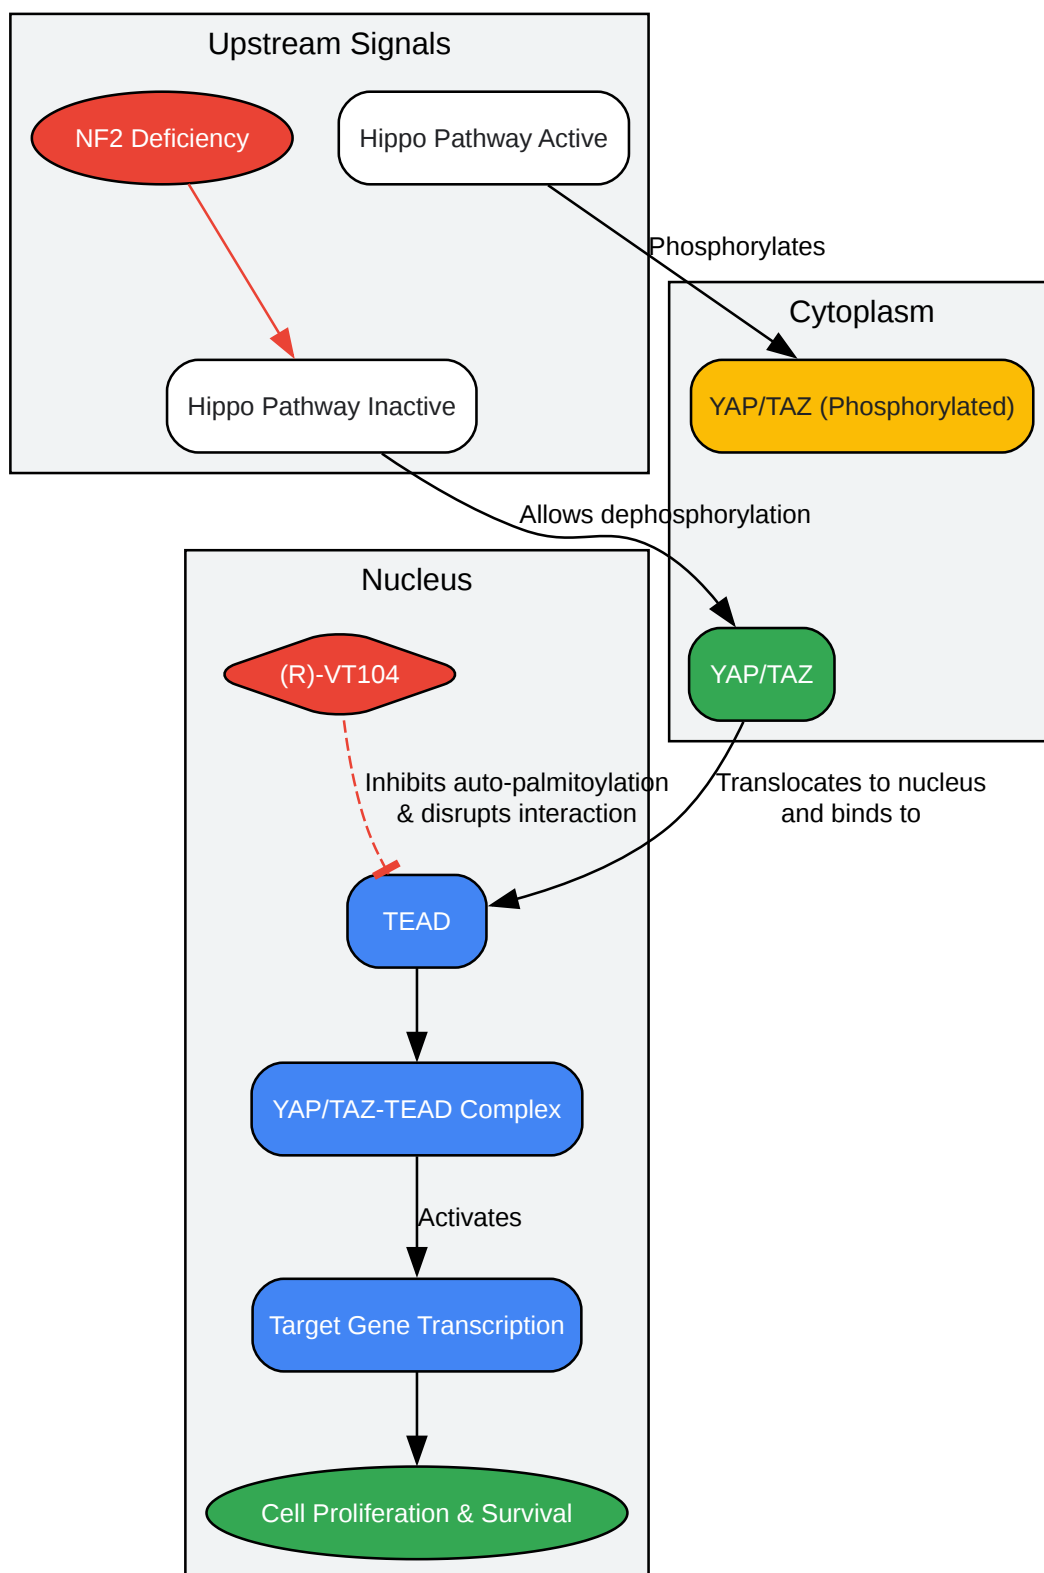 Upstream Signals
NF2 Deficiency
Hippo Pathway Active
Phosphorylates
Cytoplasm
Hippo Pathway Inactive
YAP/TAZ (Phosphorylated)
Allows dephosphorylation
Nucleus
(R)-VT104
YAP/TAZ
Inhibits auto-palmitoylation
& disrupts interaction
Translocates to nucleus
and binds to
TEAD
YAP/TAZ-TEAD Complex
Activates
Target Gene Transcription
Cell Proliferation & Survival